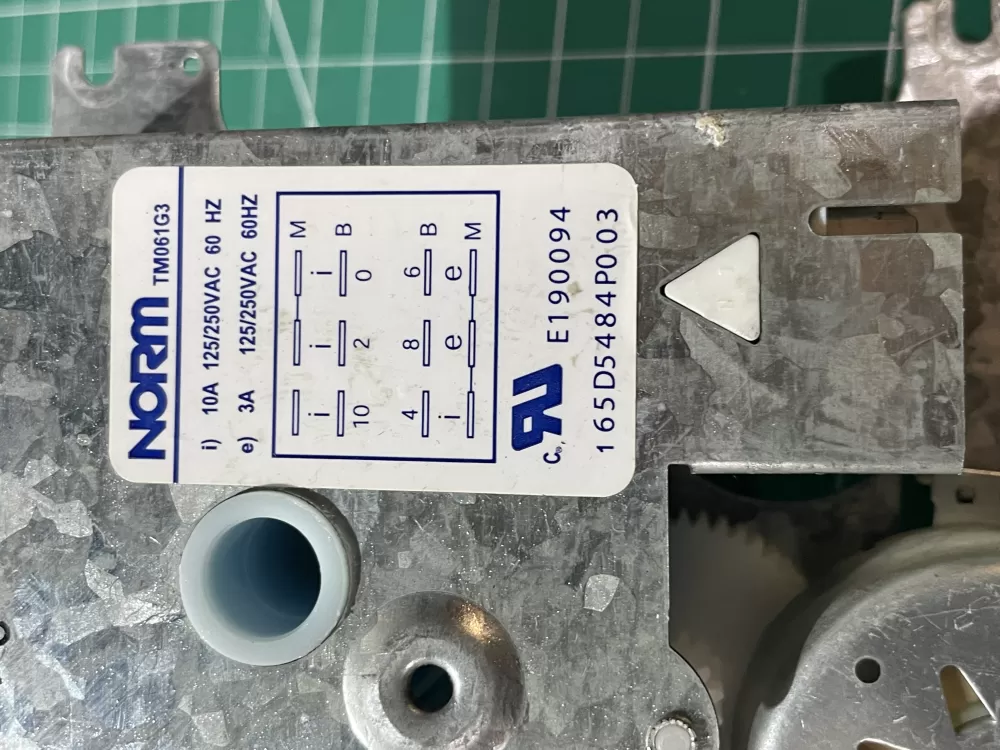 NORM TM061G3
i) 10A 125/250VAC 60 HZ
e) 3A 125/250VAC 60HZ
M
i i i
B
10 2 0
4 8 6
B
i e e
M
C RU ® E190094
165D5484P003